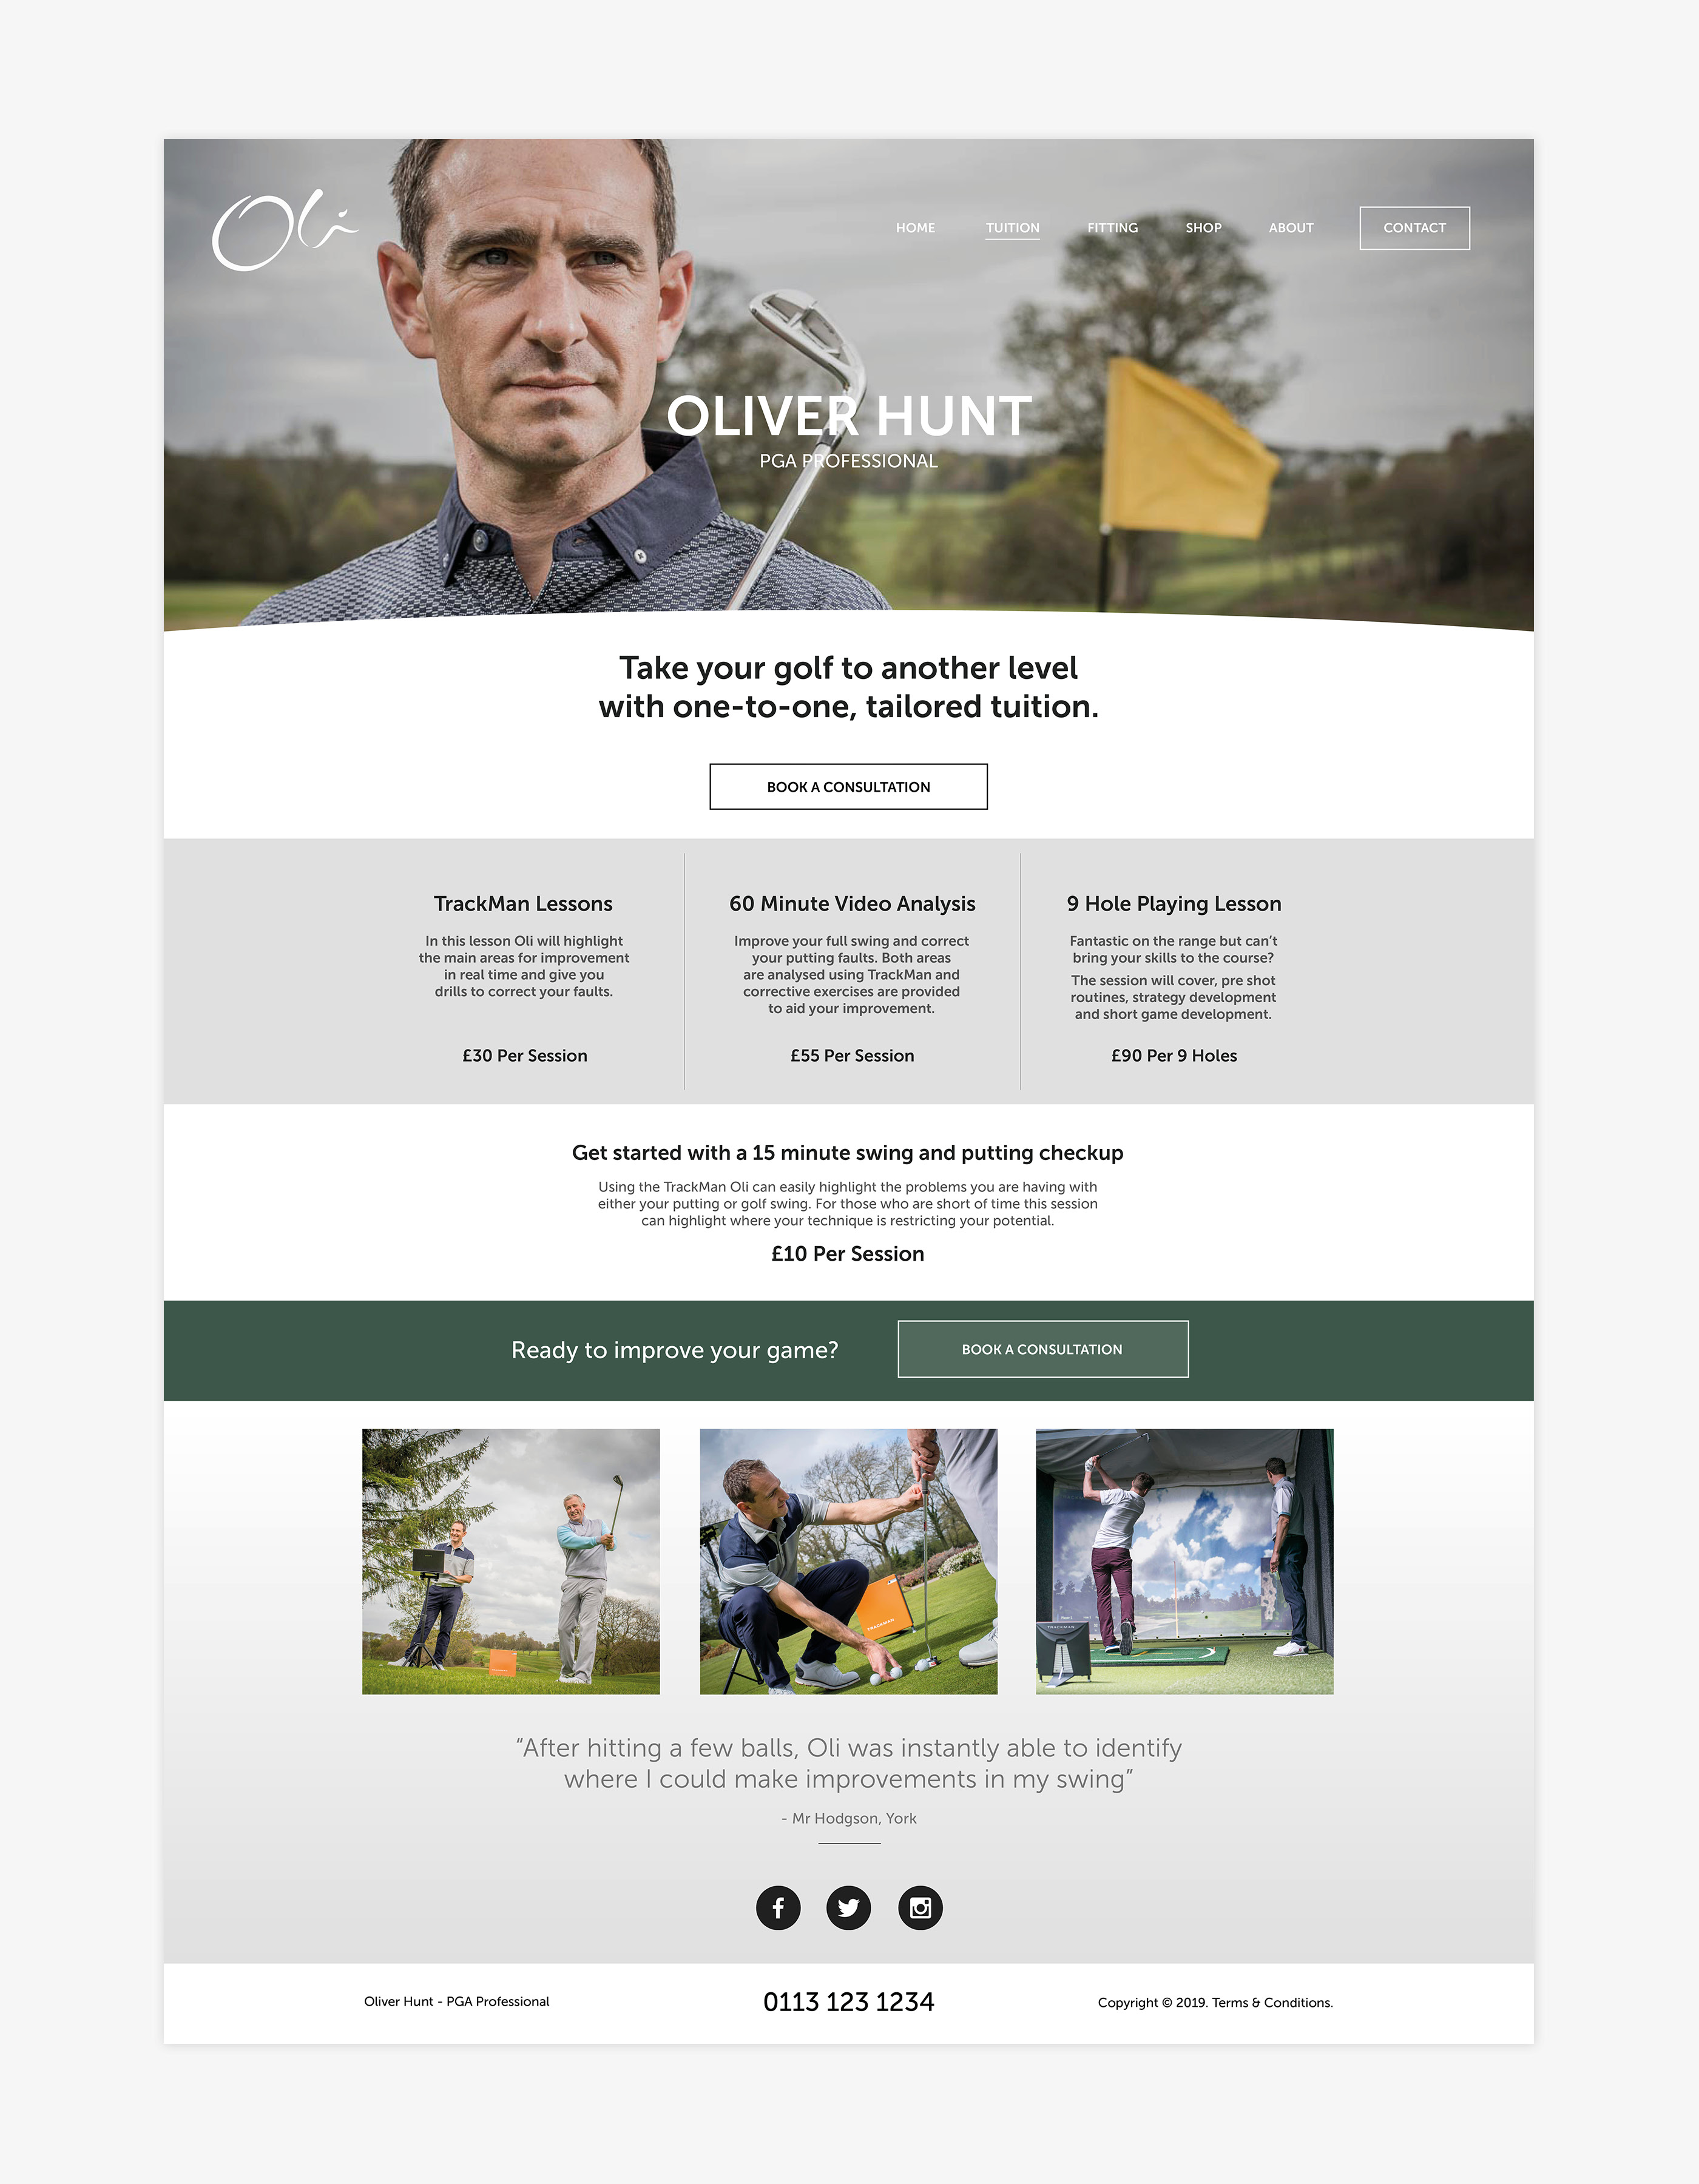 Oli
HOME TUITION FITTING SHOP ABOUT CONTACT
OLIVER HUNT
PGA PROFESSIONAL
Take your golf to another level
with one-to-one, tailored tuition.
BOOK A CONSULTATION
TrackMan Lessons
In this lesson Oli will highlight
the main areas for improvement
in real time and give you
drills to correct your faults.
£30 Per Session
60 Minute Video Analysis
Improve your full swing and correct
your putting faults. Both areas
are analysed using TrackMan and
corrective exercises are provided
to aid your improvement.
£55 Per Session
9 Hole Playing Lesson
Fantastic on the range but can’t
bring your skills to the course?
The session will cover, pre shot
routines, strategy development
and short game development.
£90 Per 9 Holes
Get started with a 15 minute swing and putting checkup
Using the TrackMan Oli can easily highlight the problems you are having with
either your putting or golf swing. For those who are short of time this session
can highlight where your technique is restricting your potential.
£10 Per Session
Ready to improve your game?
BOOK A CONSULTATION
TRACKMAN
TRACKMAN
“After hitting a few balls, Oli was instantly able to identify
where I could make improvements in my swing”
- Mr Hodgson, York
Oliver Hunt - PGA Professional
0113 123 1234
Copyright © 2019. Terms & Conditions.